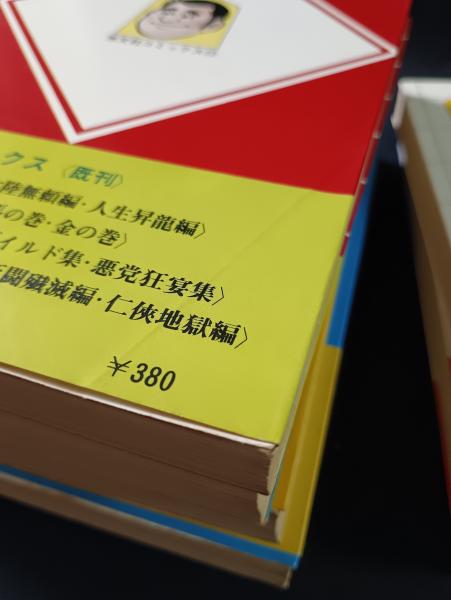 クス〈既刊〉
陸無頼編・人生昇龍編〉
の巻・金の巻〉
イルド集・悪党狂宴集〉
闘殲滅編・仁俠地獄編〉
¥380